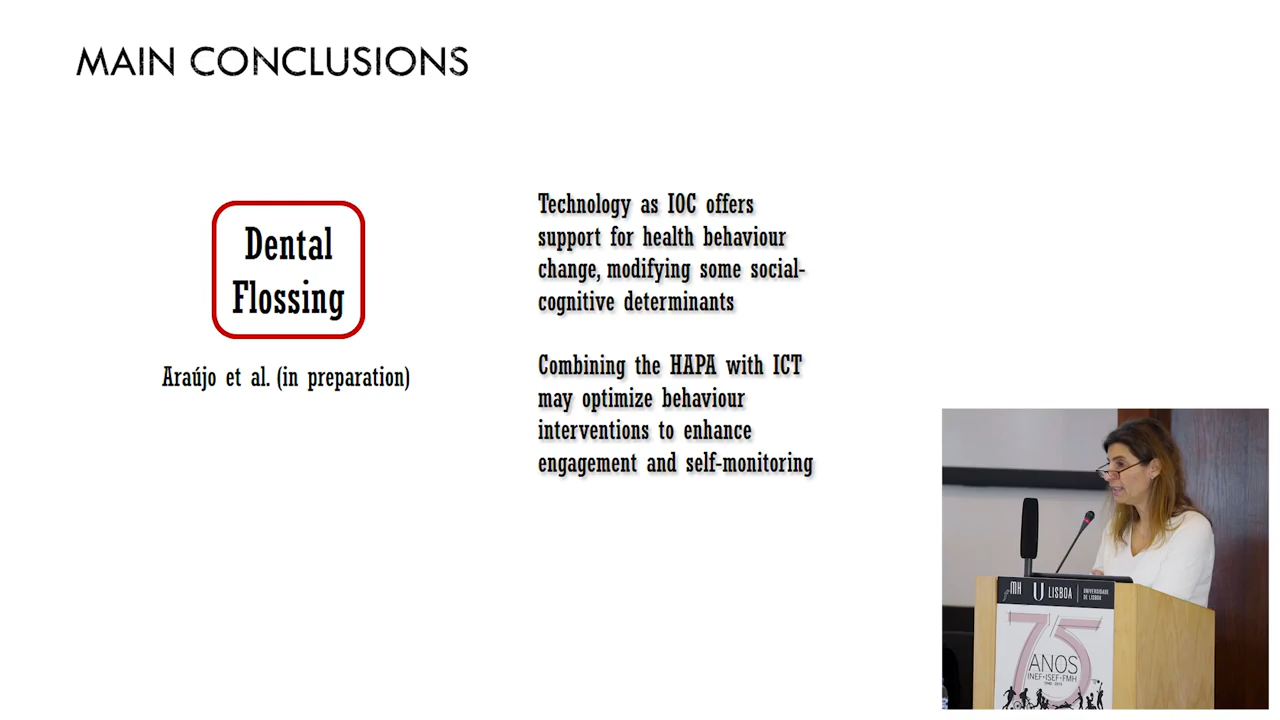 MAIN CONCLUSIONS
Dental
Flossing
Araújo et al. (in preparation)
Technology as IOC offers
support for health behaviour
change, modifying some social-
cognitive determinants
Combining the HAPA with ICT
may optimize behaviour
interventions to enhance
engagement and self-monitoring
MH
U LISBOA
UNIVERSIDADE
DE LISBOA
75
ANOS
INEF•ISEF•FMH